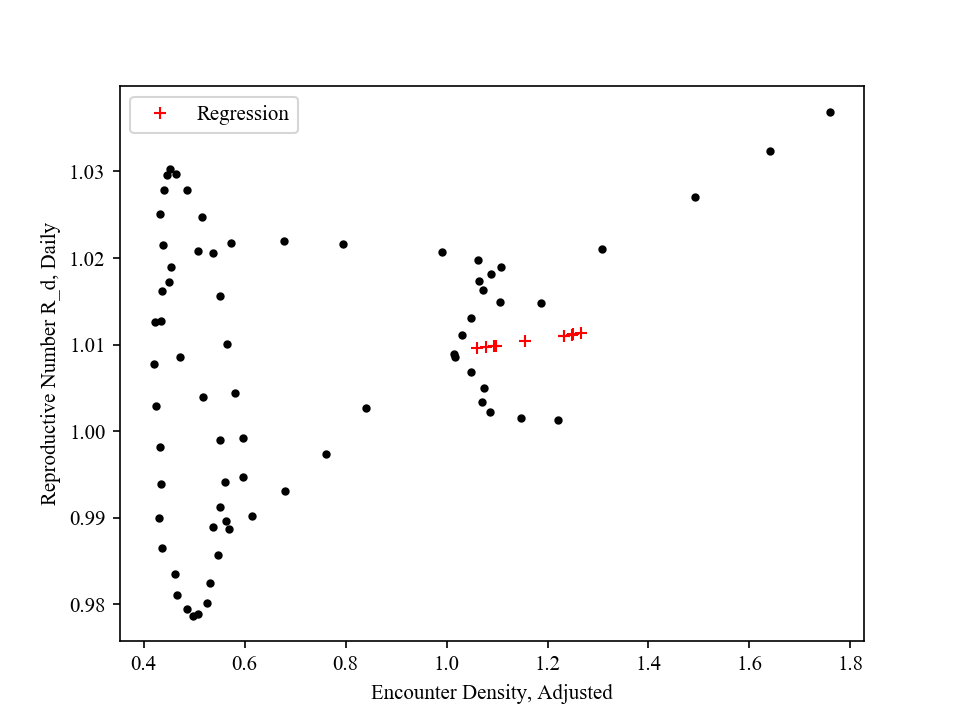 Regression
1.03
1.02
1.01
1.00
0.99
0.98
Reproductive Number R_d, Daily
0.4 0.6 0.8 1.0 1.2 1.4 1.6 1.8
Encounter Density, Adjusted